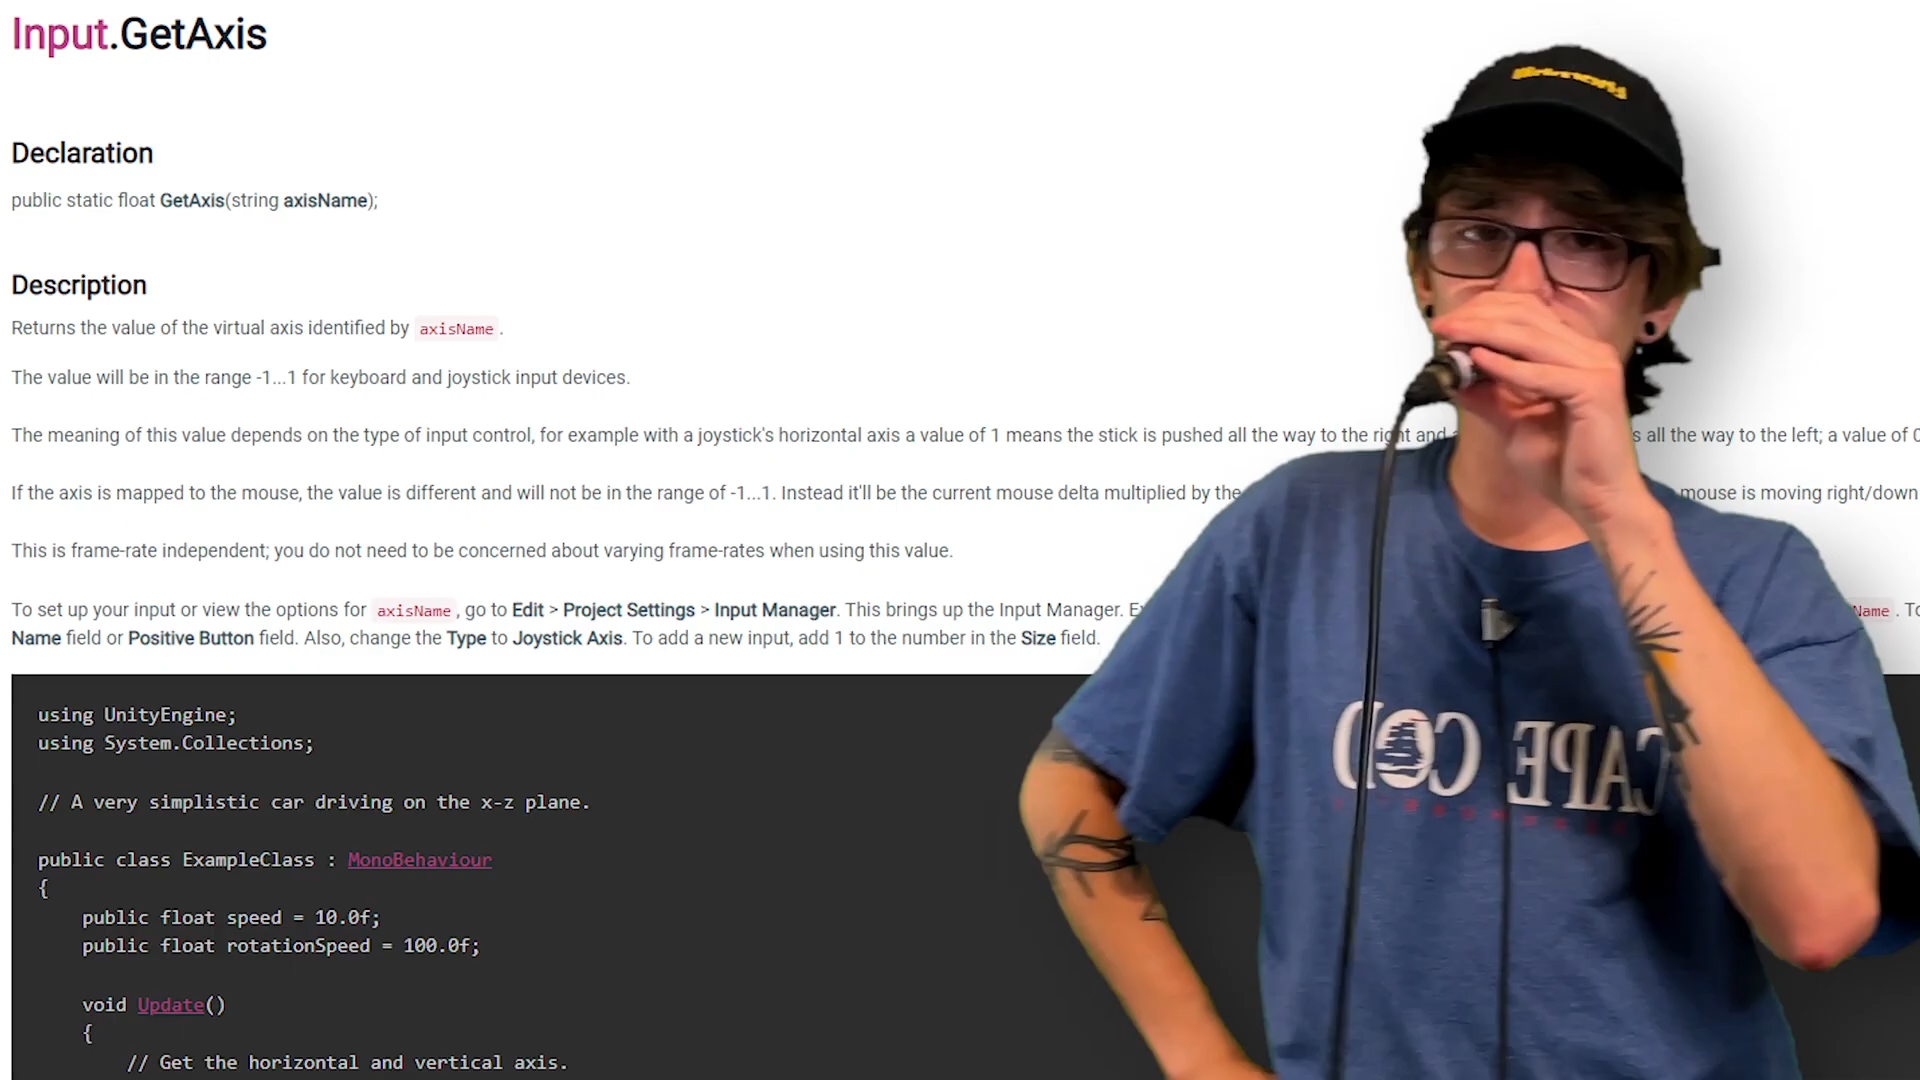 Input.GetAxis
Declaration
public static float GetAxis(string axisName);
Description
Returns the value of the virtual axis identified by axisName.
The value will be in the range -1...1 for keyboard and joystick input devices.
The meaning of this value depends on the type of input control, for example with a joystick's horizontal axis a value of 1 means the stick is pushed all the way to the right and all the way to the left; a value of 0
If the axis is mapped to the mouse, the value is different and will not be in the range of -1...1. Instead it'll be the current mouse delta multiplied by the mouse is moving right/down
This is frame-rate independent; you do not need to be concerned about varying frame-rates when using this value.
To set up your input or view the options for axisName, go to Edit > Project Settings > Input Manager. This brings up the Input Manager.
Name field or Positive Button field. Also, change the Type to Joystick Axis. To add a new input, add 1 to the number in the Size field.
using UnityEngine;
using System.Collections;
// A very simplistic car driving on the x-z plane.
public class ExampleClass : MonoBehaviour
{
public float speed = 10.0f;
public float rotationSpeed = 100.0f;
void Update()
{
// Get the horizontal and vertical axis.
CAPE COD